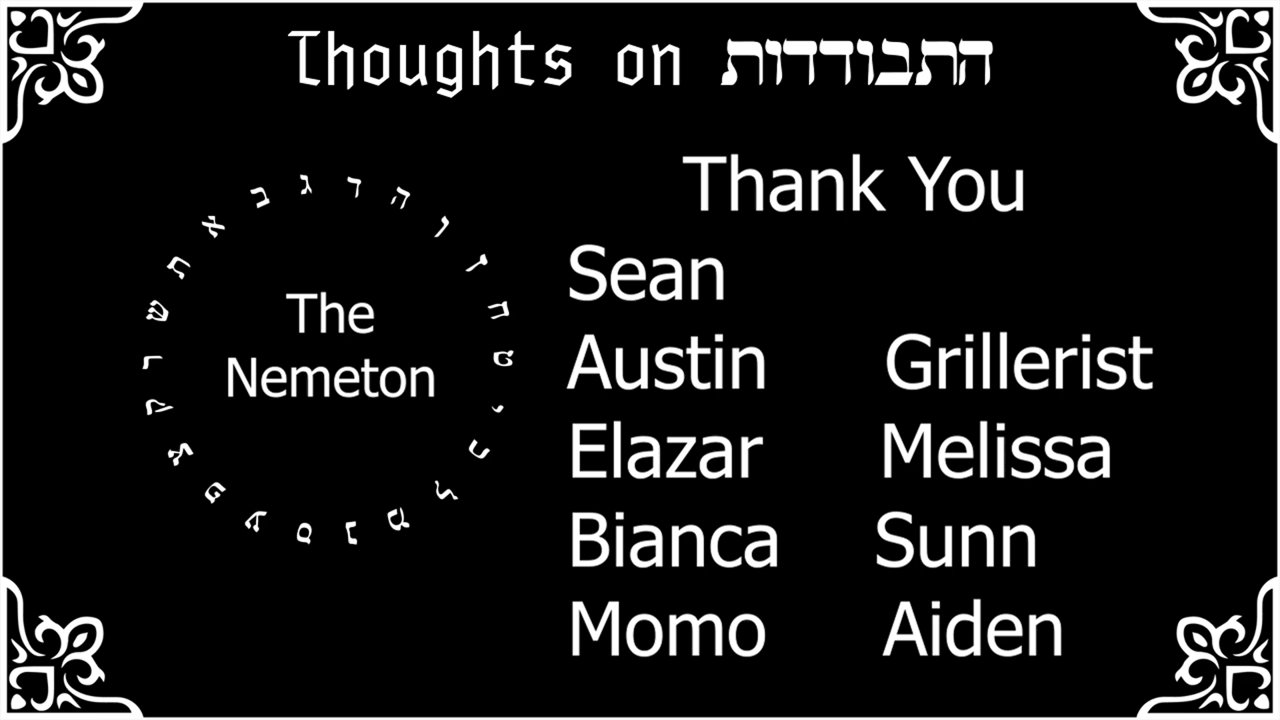 Thoughts on התבודדות
א ב ג ד ה ו ז ח ט י כ ל מ נ ס ע פ צ ק ר ש ת
The
Nemeton
Thank You
Sean
Austin Grillerist
Elazar Melissa
Bianca Sunn
Momo Aiden